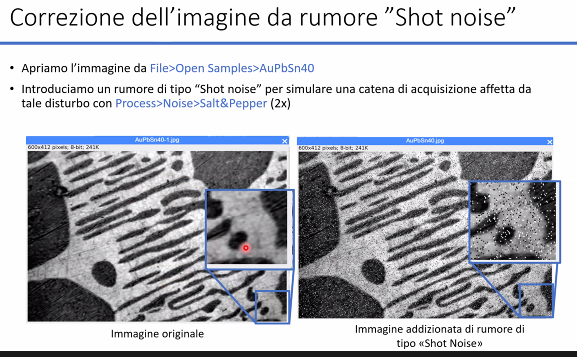 Correzione dell'imagine da rumore "Shot noise"
• Apriamo l'immagine da File>Open Samples>AuPbSn40
• Introduciamo un rumore di tipo "Shot noise" per simulare una catena di acquisizione affetta da
tale disturbo con Process>Noise>Salt&Pepper (2x)
AuPbSn40-1.jpg
600x412 pixels; 8-bit; 241K
AuPbSn40.jpg
600x412 pixels; 8-bit; 241K
Immagine originale
Immagine addizionata di rumore di
tipo «Shot Noise»